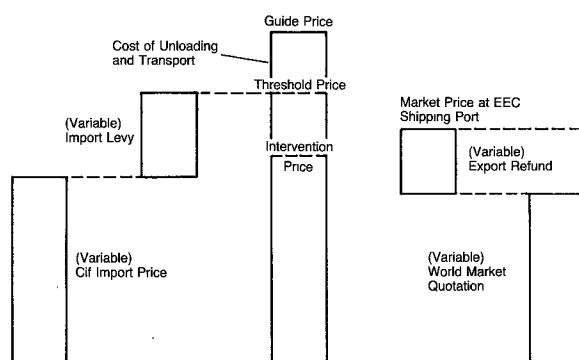 Guide Price
Cost of Unloading
and Transport
Threshold Price
(Variable)
Import Levy
Intervention
Price
Market Price at EEC
Shipping Port
(Variable)
Export Refund
(Variable)
Cif Import Price
(Variable)
World Market
Quotation